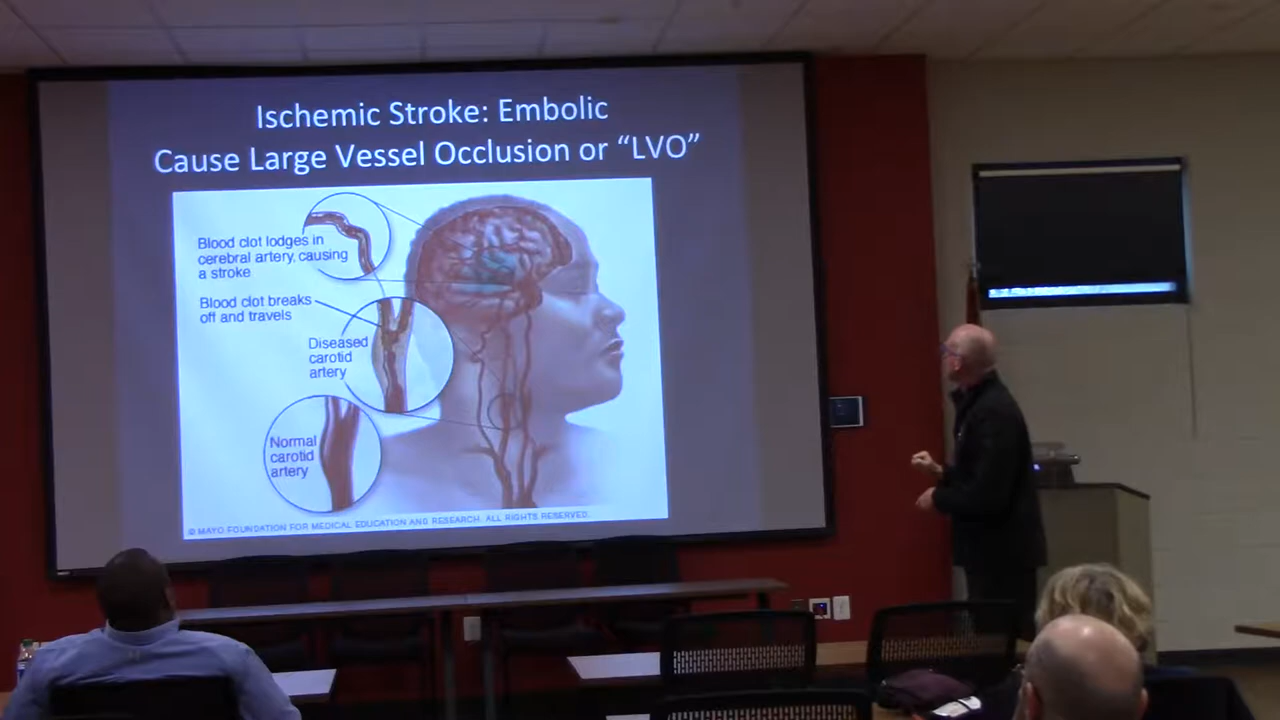 Ischemic Stroke: Embolic
Cause Large Vessel Occlusion or “LVO”
Blood clot lodges in
cerebral artery, causing
a stroke
Blood clot breaks
off and travels
Diseased
carotid
artery
Normal
carotid
artery
© MAYO FOUNDATION FOR MEDICAL EDUCATION AND RESEARCH. ALL RIGHTS RESERVED.